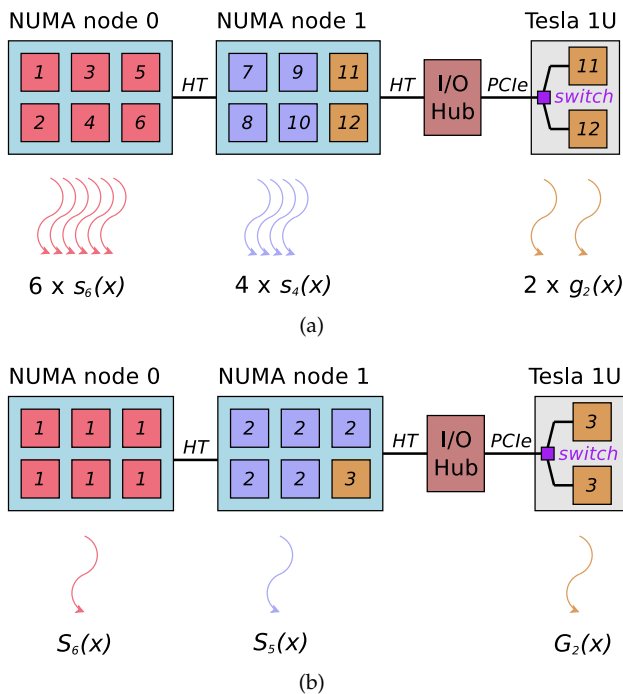 NUMA node 0 NUMA node 1 Tesla 1U
1 3 5 HT 7 9 11 HT I/O Hub PCIe 11 switch
2 4 6 8 10 12 12
6 x s₆(x) 4 x s₄(x) 2 x g₂(x)
(a)
NUMA node 0 NUMA node 1 Tesla 1U
1 1 1 HT 2 2 2 HT I/O Hub PCIe 3 switch
1 1 1 2 2 3 3
S₆(x) S₅(x) G₂(x)
(b)